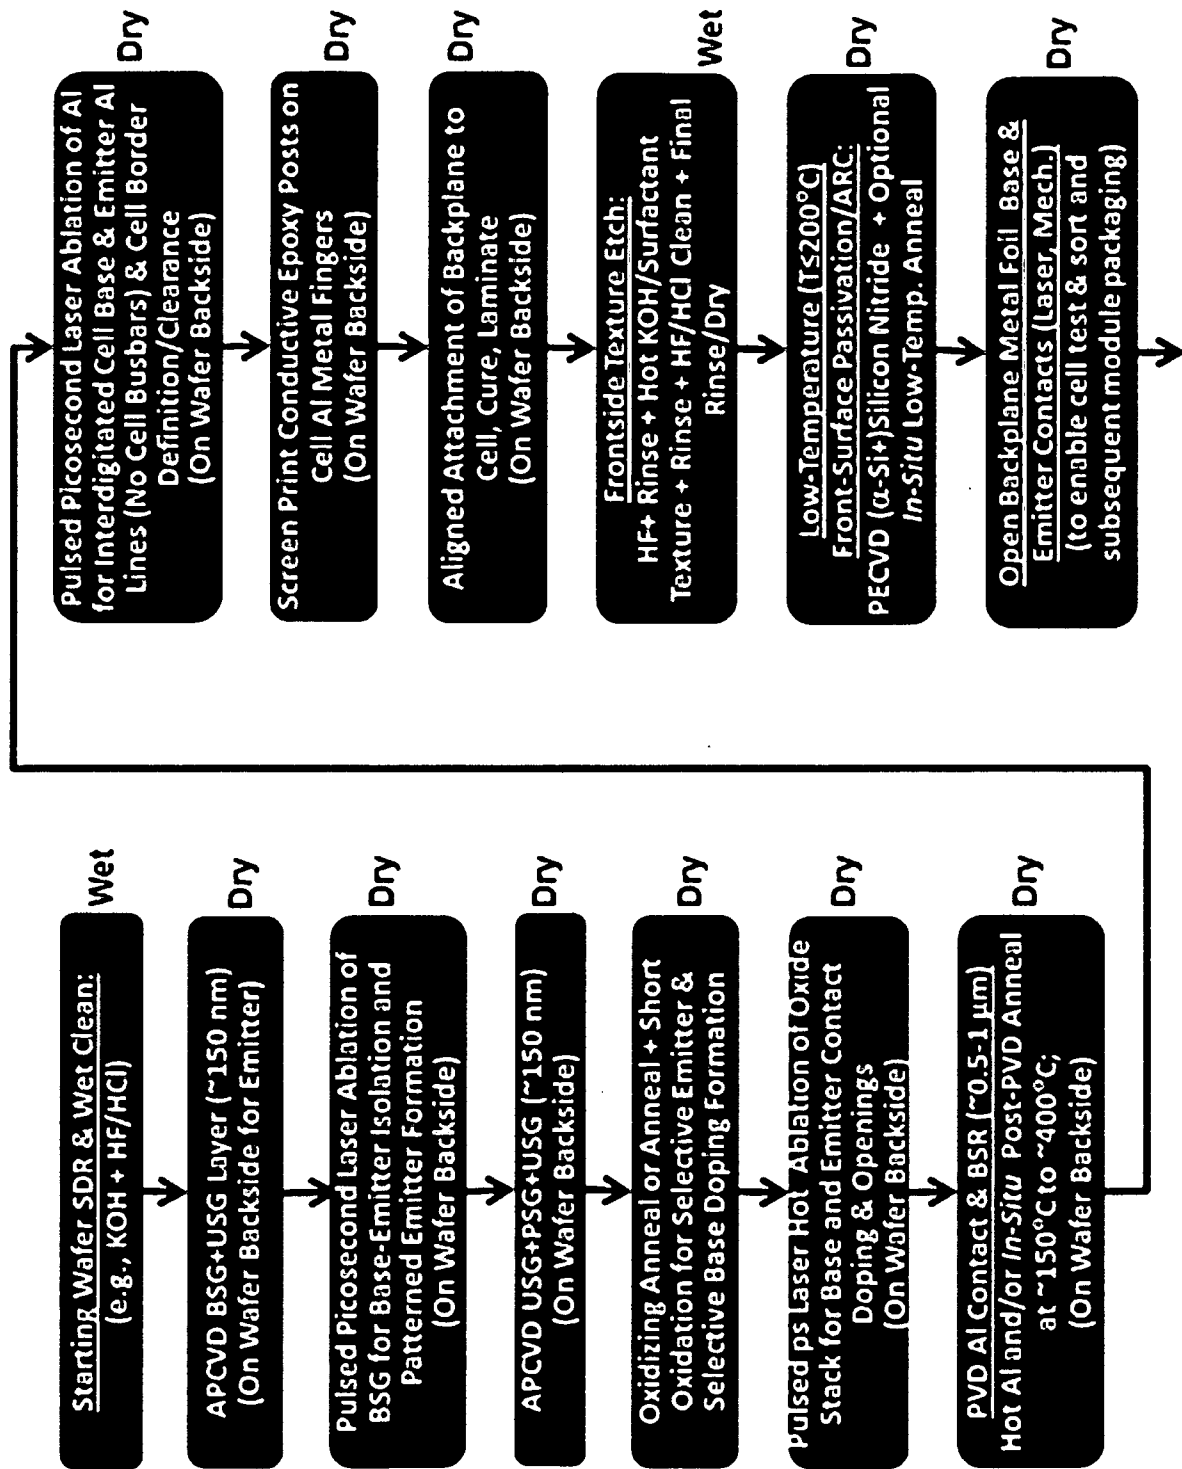 Starting Wafer SDR & Wet Clean:
(e.g., KOH + HF/HCl)
Wet
APCVD BSG+USG Layer (~150 nm)
(On Wafer Backside for Emitter)
Dry
Pulsed Picosecond Laser Ablation of
BSG for Base-Emitter Isolation and
Patterned Emitter Formation
(On Wafer Backside)
Dry
APCVD USG+PSG+USG (~150 nm)
(On Wafer Backside)
Dry
Oxidizing Anneal or Anneal + Short
Oxidation for Selective Emitter &
Selective Base Doping Formation
Dry
Pulsed ps Laser Hot Ablation of Oxide
Stack for Base and Emitter Contact
Doping & Openings
(On Wafer Backside)
Dry
PVD Al Contact & BSR (~0.5-1 μm)
Hot Al and/or In-Situ Post-PVD Anneal
at ~150°C to ~400°C;
(On Wafer Backside)
Dry
Pulsed Picosecond Laser Ablation of Al
for Interdigitated Cell Base & Emitter Al
Lines (No Cell Busbars) & Cell Border
Definition/Clearance
(On Wafer Backside)
Dry
Screen Print Conductive Epoxy Posts on
Cell Al Metal Fingers
(On Wafer Backside)
Dry
Aligned Attachment of Backplane to
Cell, Cure, Laminate
(On Wafer Backside)
Dry
Frontside Texture Etch:
HF+ Rinse + Hot KOH/Surfactant
Texture + Rinse + HF/HCl Clean + Final
Rinse/Dry
Wet
Low-Temperature (T≤200°C)
Front-Surface Passivation/ARC:
PECVD (α-Si+)Silicon Nitride + Optional
In-Situ Low-Temp. Anneal
Dry
Open Backplane Metal Foil Base &
Emitter Contacts (Laser, Mech.)
(to enable cell test & sort and
subsequent module packaging)
Dry